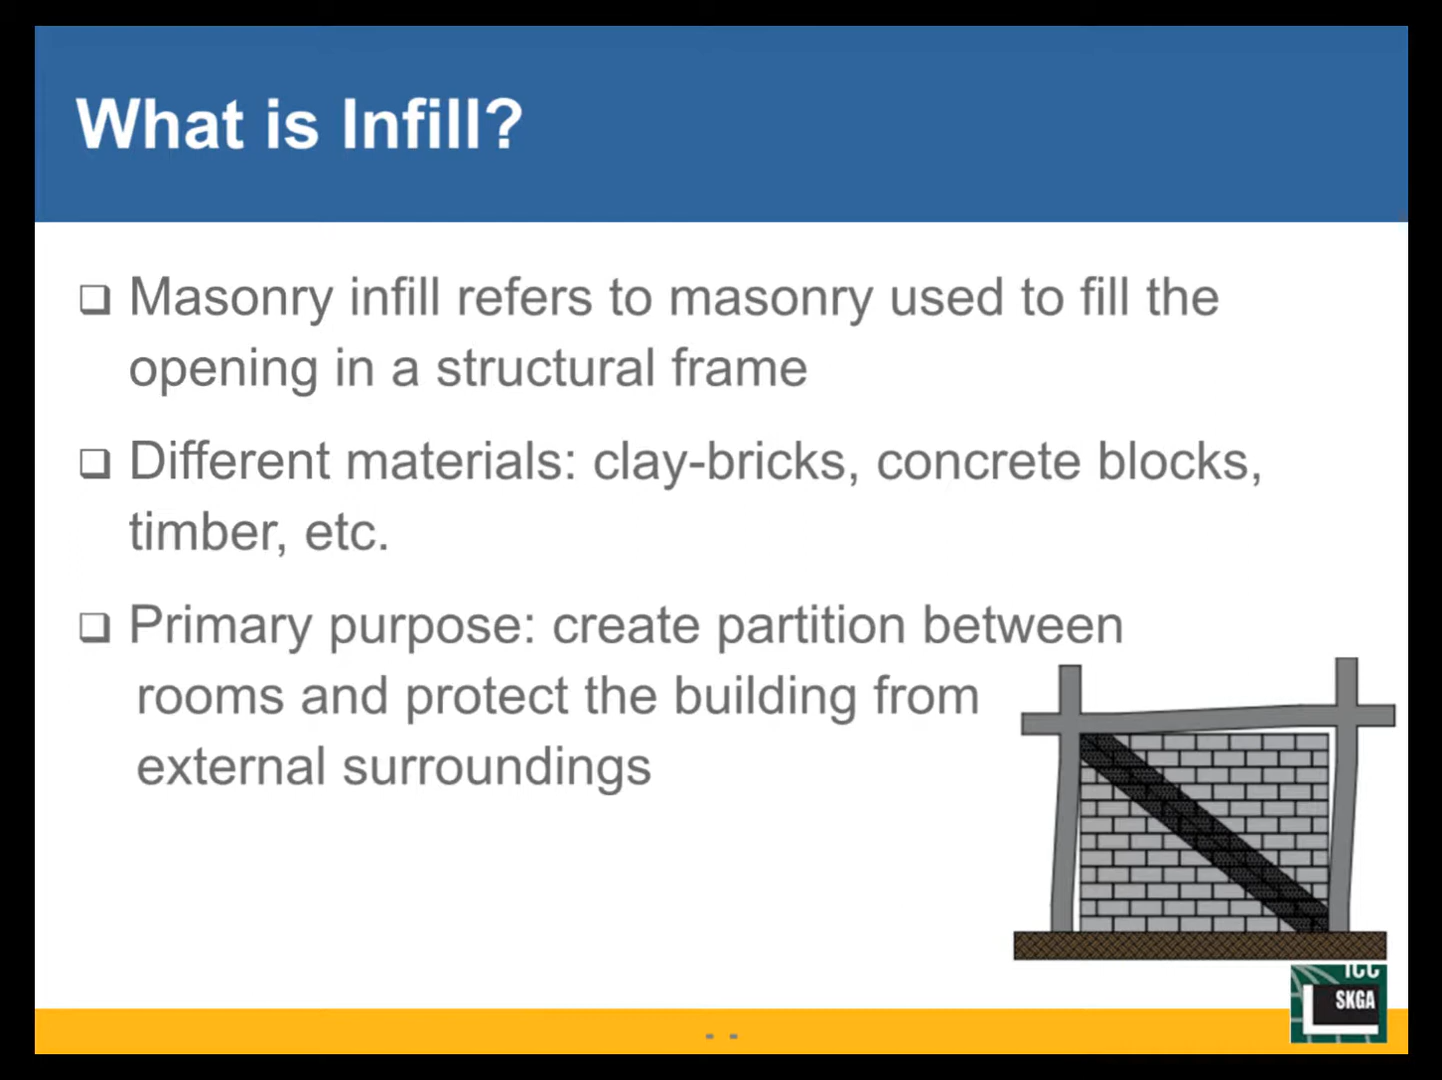 What is Infill?
❑ Masonry infill refers to masonry used to fill the
opening in a structural frame
❑ Different materials: clay-bricks, concrete blocks,
timber, etc.
❑ Primary purpose: create partition between
rooms and protect the building from
external surroundings
ICC
SKGA
- -